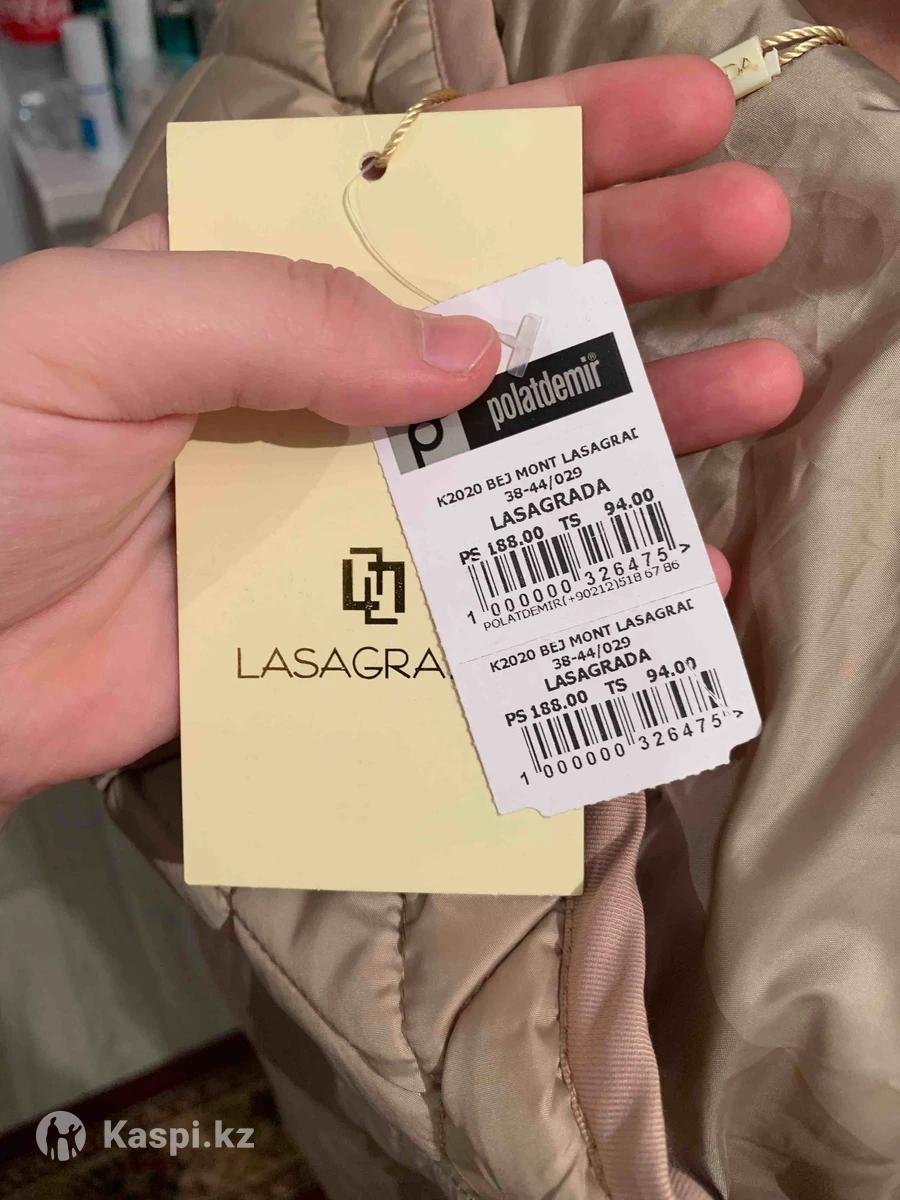 polatdemir®
p
K2020 BEJ MONT LASAGRAD
38-44/029
LASAGRADA
PS 188.00 TS 94.00
1 000000 326475 >
POLATDEMIR(+90212)518 67 86
K2020 BEJ MONT LASAGRAD
38-44/029
LASAGRADA
PS 188.00 TS 94.00
1 000000 326475 >
LASAGRA
Kaspi.kz